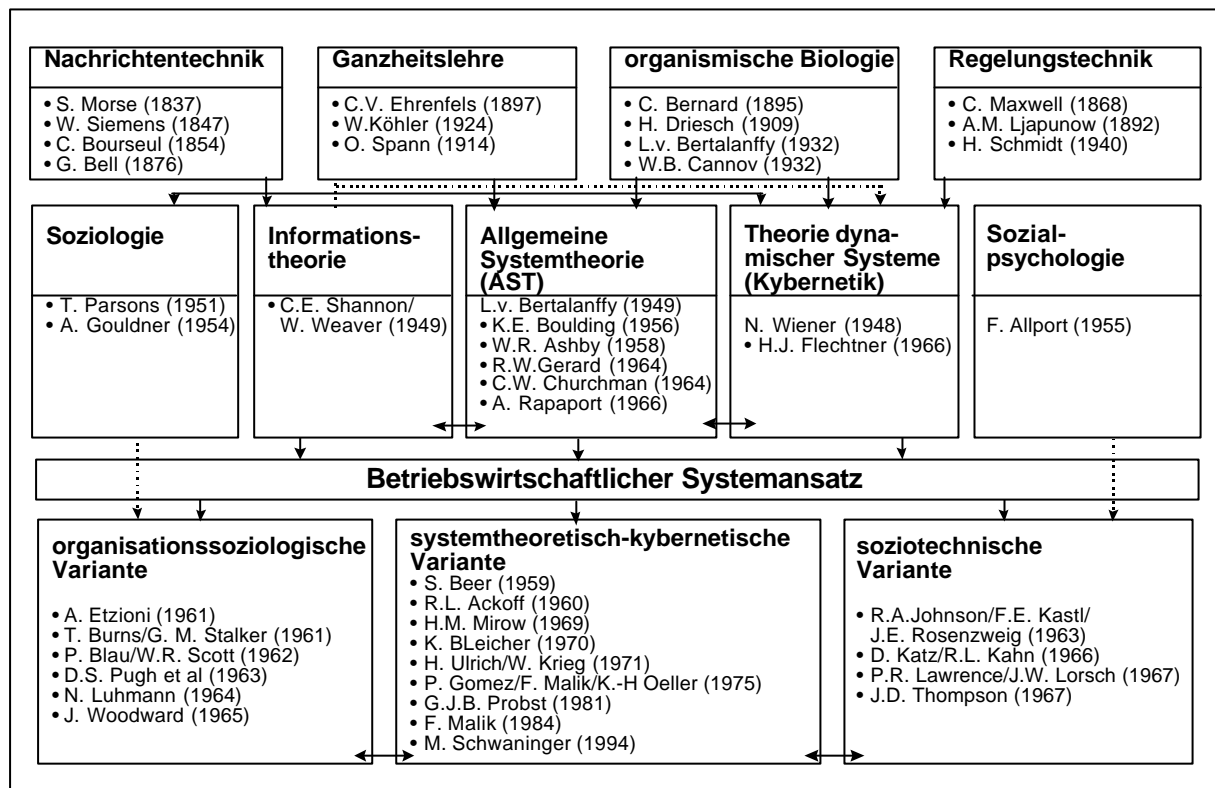 Nachrichtentechnik
• S. Morse (1837)
• W. Siemens (1847)
• C. Bourseul (1854)
• G. Bell (1876)
Ganzheitslehre
• C.V. Ehrenfels (1897)
• W.Köhler (1924)
• O. Spann (1914)
organismische Biologie
• C. Bernard (1895)
• H. Driesch (1909)
• L.v. Bertalanffy (1932)
• W.B. Cannov (1932)
Regelungstechnik
• C. Maxwell (1868)
• A.M. Ljapunow (1892)
• H. Schmidt (1940)
Soziologie
• T. Parsons (1951)
• A. Gouldner (1954)
Informations-
theorie
• C.E. Shannon/
W. Weaver (1949)
Allgemeine
Systemtheorie
(AST)
L.v. Bertalanffy (1949)
• K.E. Boulding (1956)
• W.R. Ashby (1958)
• R.W.Gerard (1964)
• C.W. Churchman (1964)
• A. Rapaport (1966)
Theorie dyna-
mischer Systeme
(Kybernetik)
N. Wiener (1948)
• H.J. Flechtner (1966)
Sozial-
psychologie
F. Allport (1955)
Betriebswirtschaftlicher Systemansatz
organisationssoziologische
Variante
• A. Etzioni (1961)
• T. Burns/G. M. Stalker (1961)
• P. Blau/W.R. Scott (1962)
• D.S. Pugh et al (1963)
• N. Luhmann (1964)
• J. Woodward (1965)
systemtheoretisch-kybernetische
Variante
• S. Beer (1959)
• R.L. Ackoff (1960)
• H.M. Mirow (1969)
• K. BLeicher (1970)
• H. Ulrich/W. Krieg (1971)
• P. Gomez/F. Malik/K.-H Oeller (1975)
• G.J.B. Probst (1981)
• F. Malik (1984)
• M. Schwaninger (1994)
soziotechnische
Variante
• R.A.Johnson/F.E. Kastl/
J.E. Rosenzweig (1963)
• D. Katz/R.L. Kahn (1966)
• P.R. Lawrence/J.W. Lorsch (1967)
• J.D. Thompson (1967)